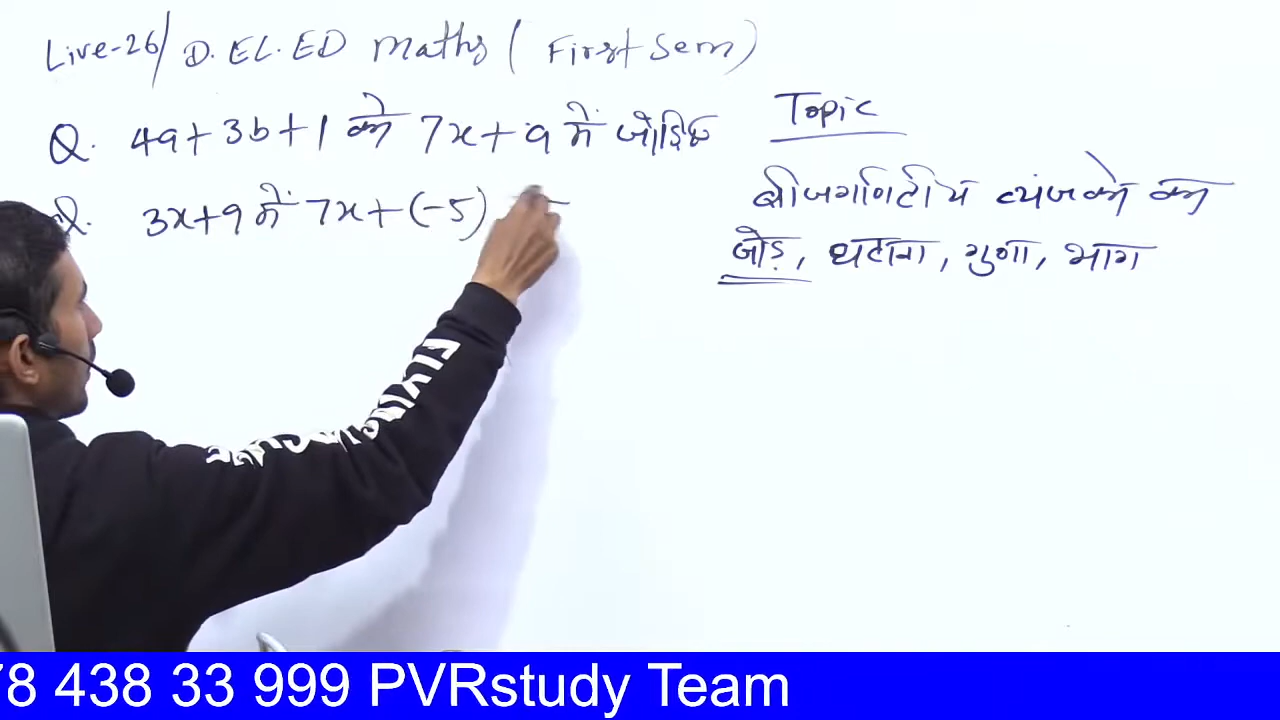 Live-26/ D.EL.ED Maths ( First Sem )
Q. 4a+3b+1 को 7x+9 में जोड़िए
Q. 3x+9 में 7x+(-5)
Topic
बीजगणितीय व्यंजको का
जोड़, घटाना, गुणा, भाग
78 438 33 999 PVRstudy Team